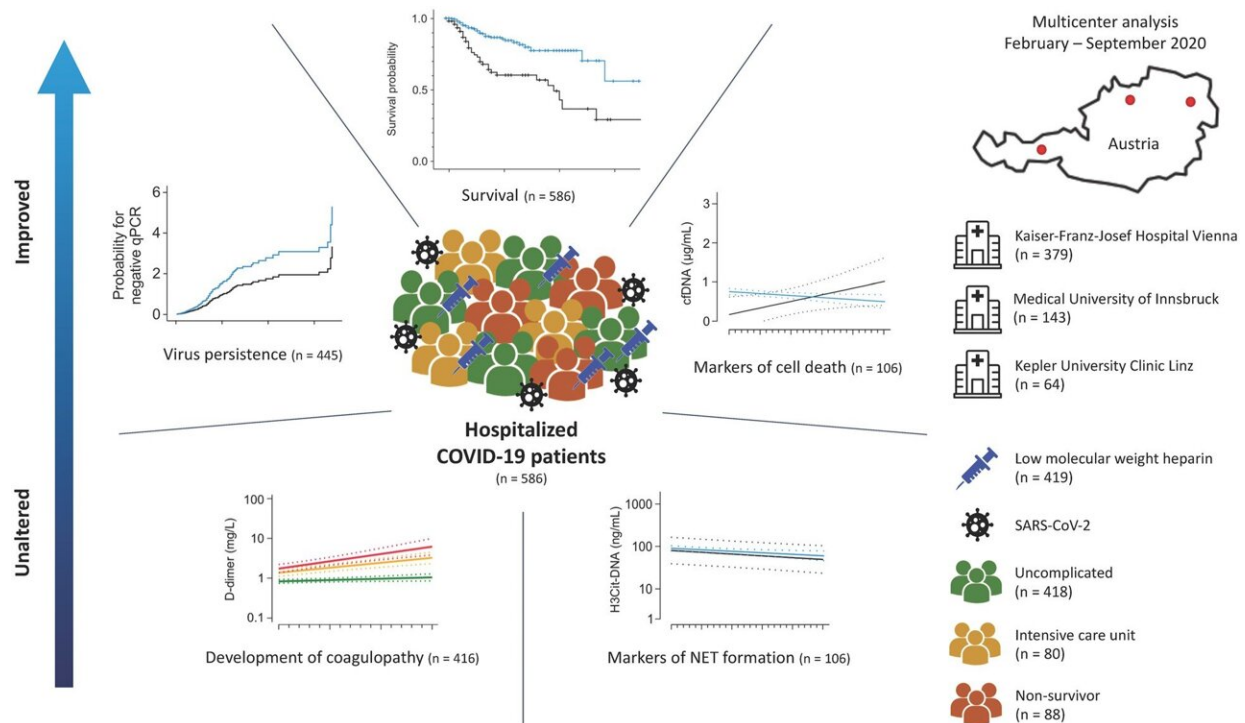 Improved
Unaltered
1.0
0.5
0.0
Survival probability
Survival (n = 586)
6
4
2
0
Probability for
negative qPCR
Virus persistence (n = 445)
3
2
1
0
cfDNA (µg/mL)
Markers of cell death (n = 106)
Hospitalized
COVID-19 patients
(n = 586)
100
10
1
0.1
D-dimer (mg/L)
Development of coagulopathy (n = 416)
1000
100
10
1
H3Cit-DNA (ng/mL)
Markers of NET formation (n = 106)
Multicenter analysis
February – September 2020
Austria
Kaiser-Franz-Josef Hospital Vienna
(n = 379)
Medical University of Innsbruck
(n = 143)
Kepler University Clinic Linz
(n = 64)
Low molecular weight heparin
(n = 419)
SARS-CoV-2
Uncomplicated
(n = 418)
Intensive care unit
(n = 80)
Non-survivor
(n = 88)